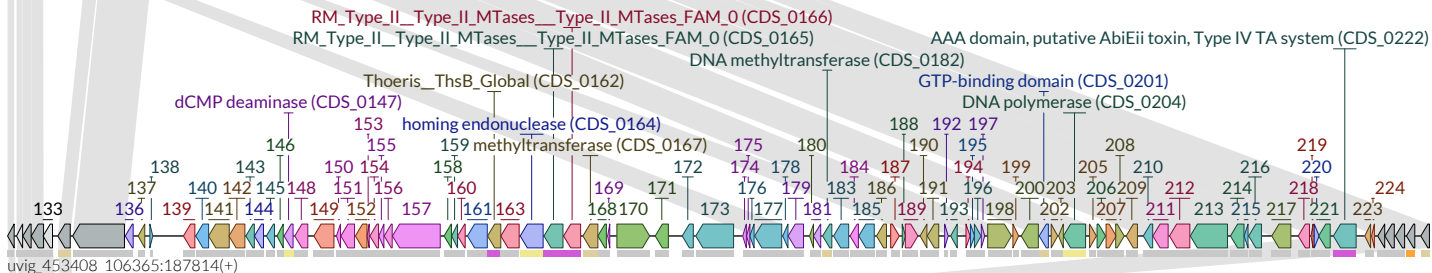 RM_Type_II__Type_II_MTases___Type_II_MTases_FAM_0 (CDS_0166)
RM_Type_II__Type_II_MTases___Type_II_MTases_FAM_0 (CDS_0165) AAA domain, putative AbiEii toxin, Type IV TA system (CDS_0222)
DNA methyltransferase (CDS_0182)
Thoeris__ThsB_Global (CDS_0162) GTP-binding domain (CDS_0201)
dCMP deaminase (CDS_0147) DNA polymerase (CDS_0204)
153 homing endonuclease (CDS_0164) 188 192 197
146 155 159 methyltransferase (CDS_0167) 175 180 190 195 208 219
138 143 150 154 158 172 174 178 184 187 194 199 205 210 216 220
137 140 142 145 148 151 156 160 169 176 179 183 186 191 196 200 203 206 209 212 214 218 224
133 136 139 141 144 149 152 157 161 163 168 170 171 173 177 181 185 189 193 198 202 207 211 213 215 217 221 223
uvig_453408_106365:187814(+)